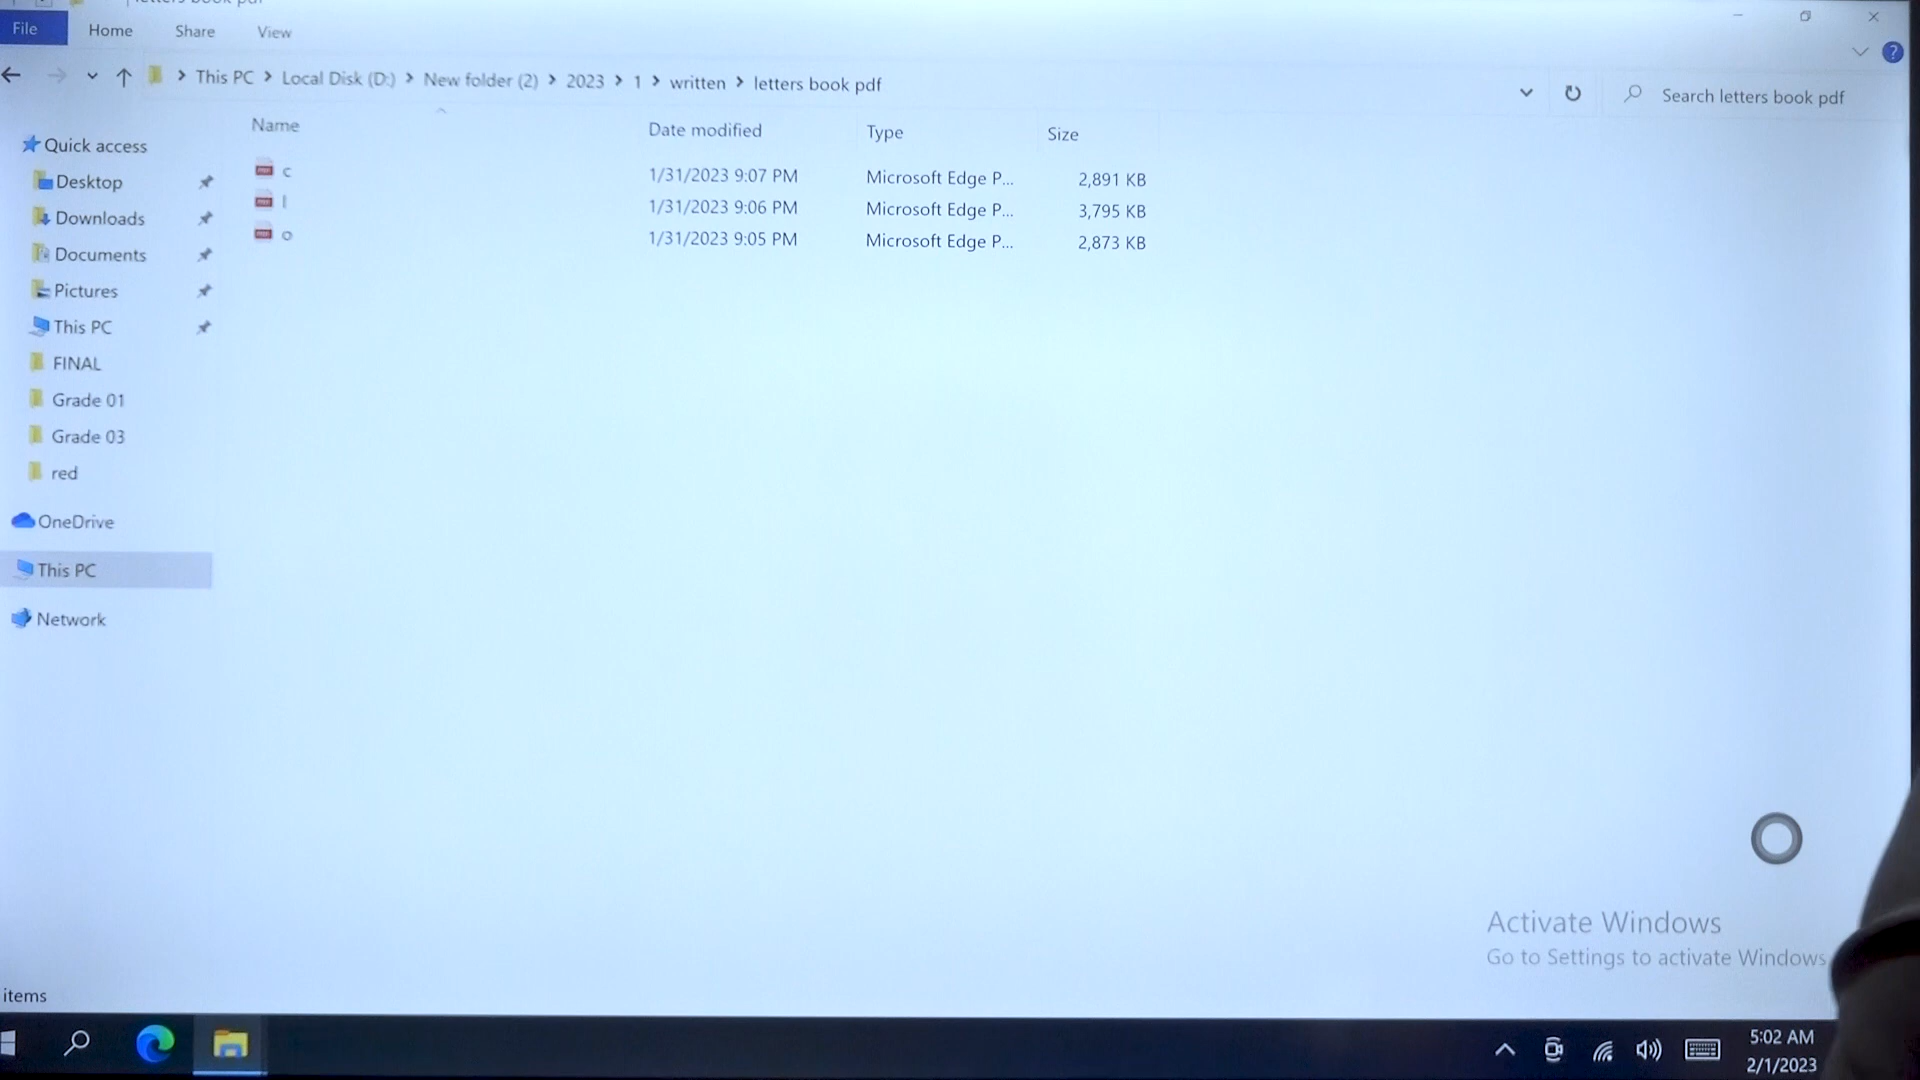 letters book pdf
File Home Share View
This PC > Local Disk (D:) > New folder (2) > 2023 > 1 > written > letters book pdf
Search letters book pdf
Name Date modified Type Size
c 1/31/2023 9:07 PM Microsoft Edge P... 2,891 KB
l 1/31/2023 9:06 PM Microsoft Edge P... 3,795 KB
o 1/31/2023 9:05 PM Microsoft Edge P... 2,873 KB
Quick access
Desktop
Downloads
Documents
Pictures
This PC
FINAL
Grade 01
Grade 03
red
OneDrive
This PC
Network
Activate Windows
Go to Settings to activate Windows
items
5:02 AM
2/1/2023